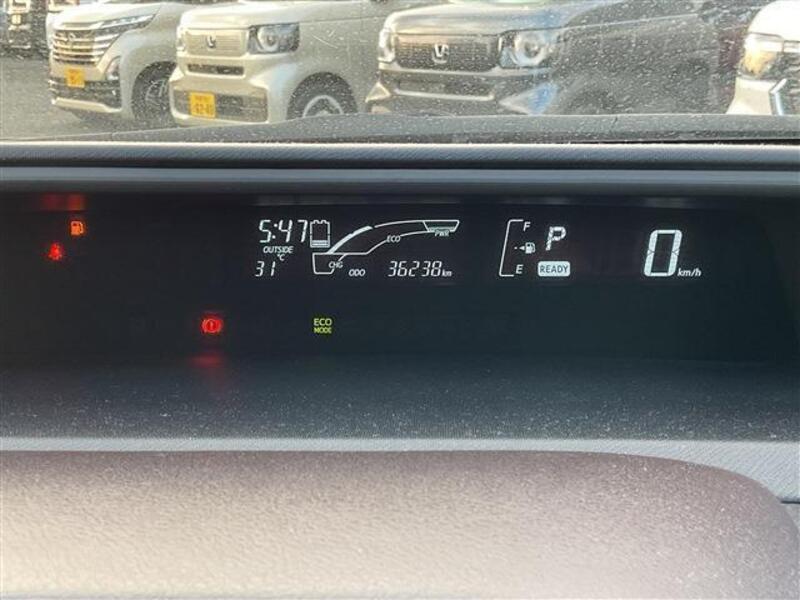 5:47
OUTSIDE
31 °C
ECO
PWR
CHG
ODO 36238 km
F
E
P
READY
0 km/h
ECO
MODE